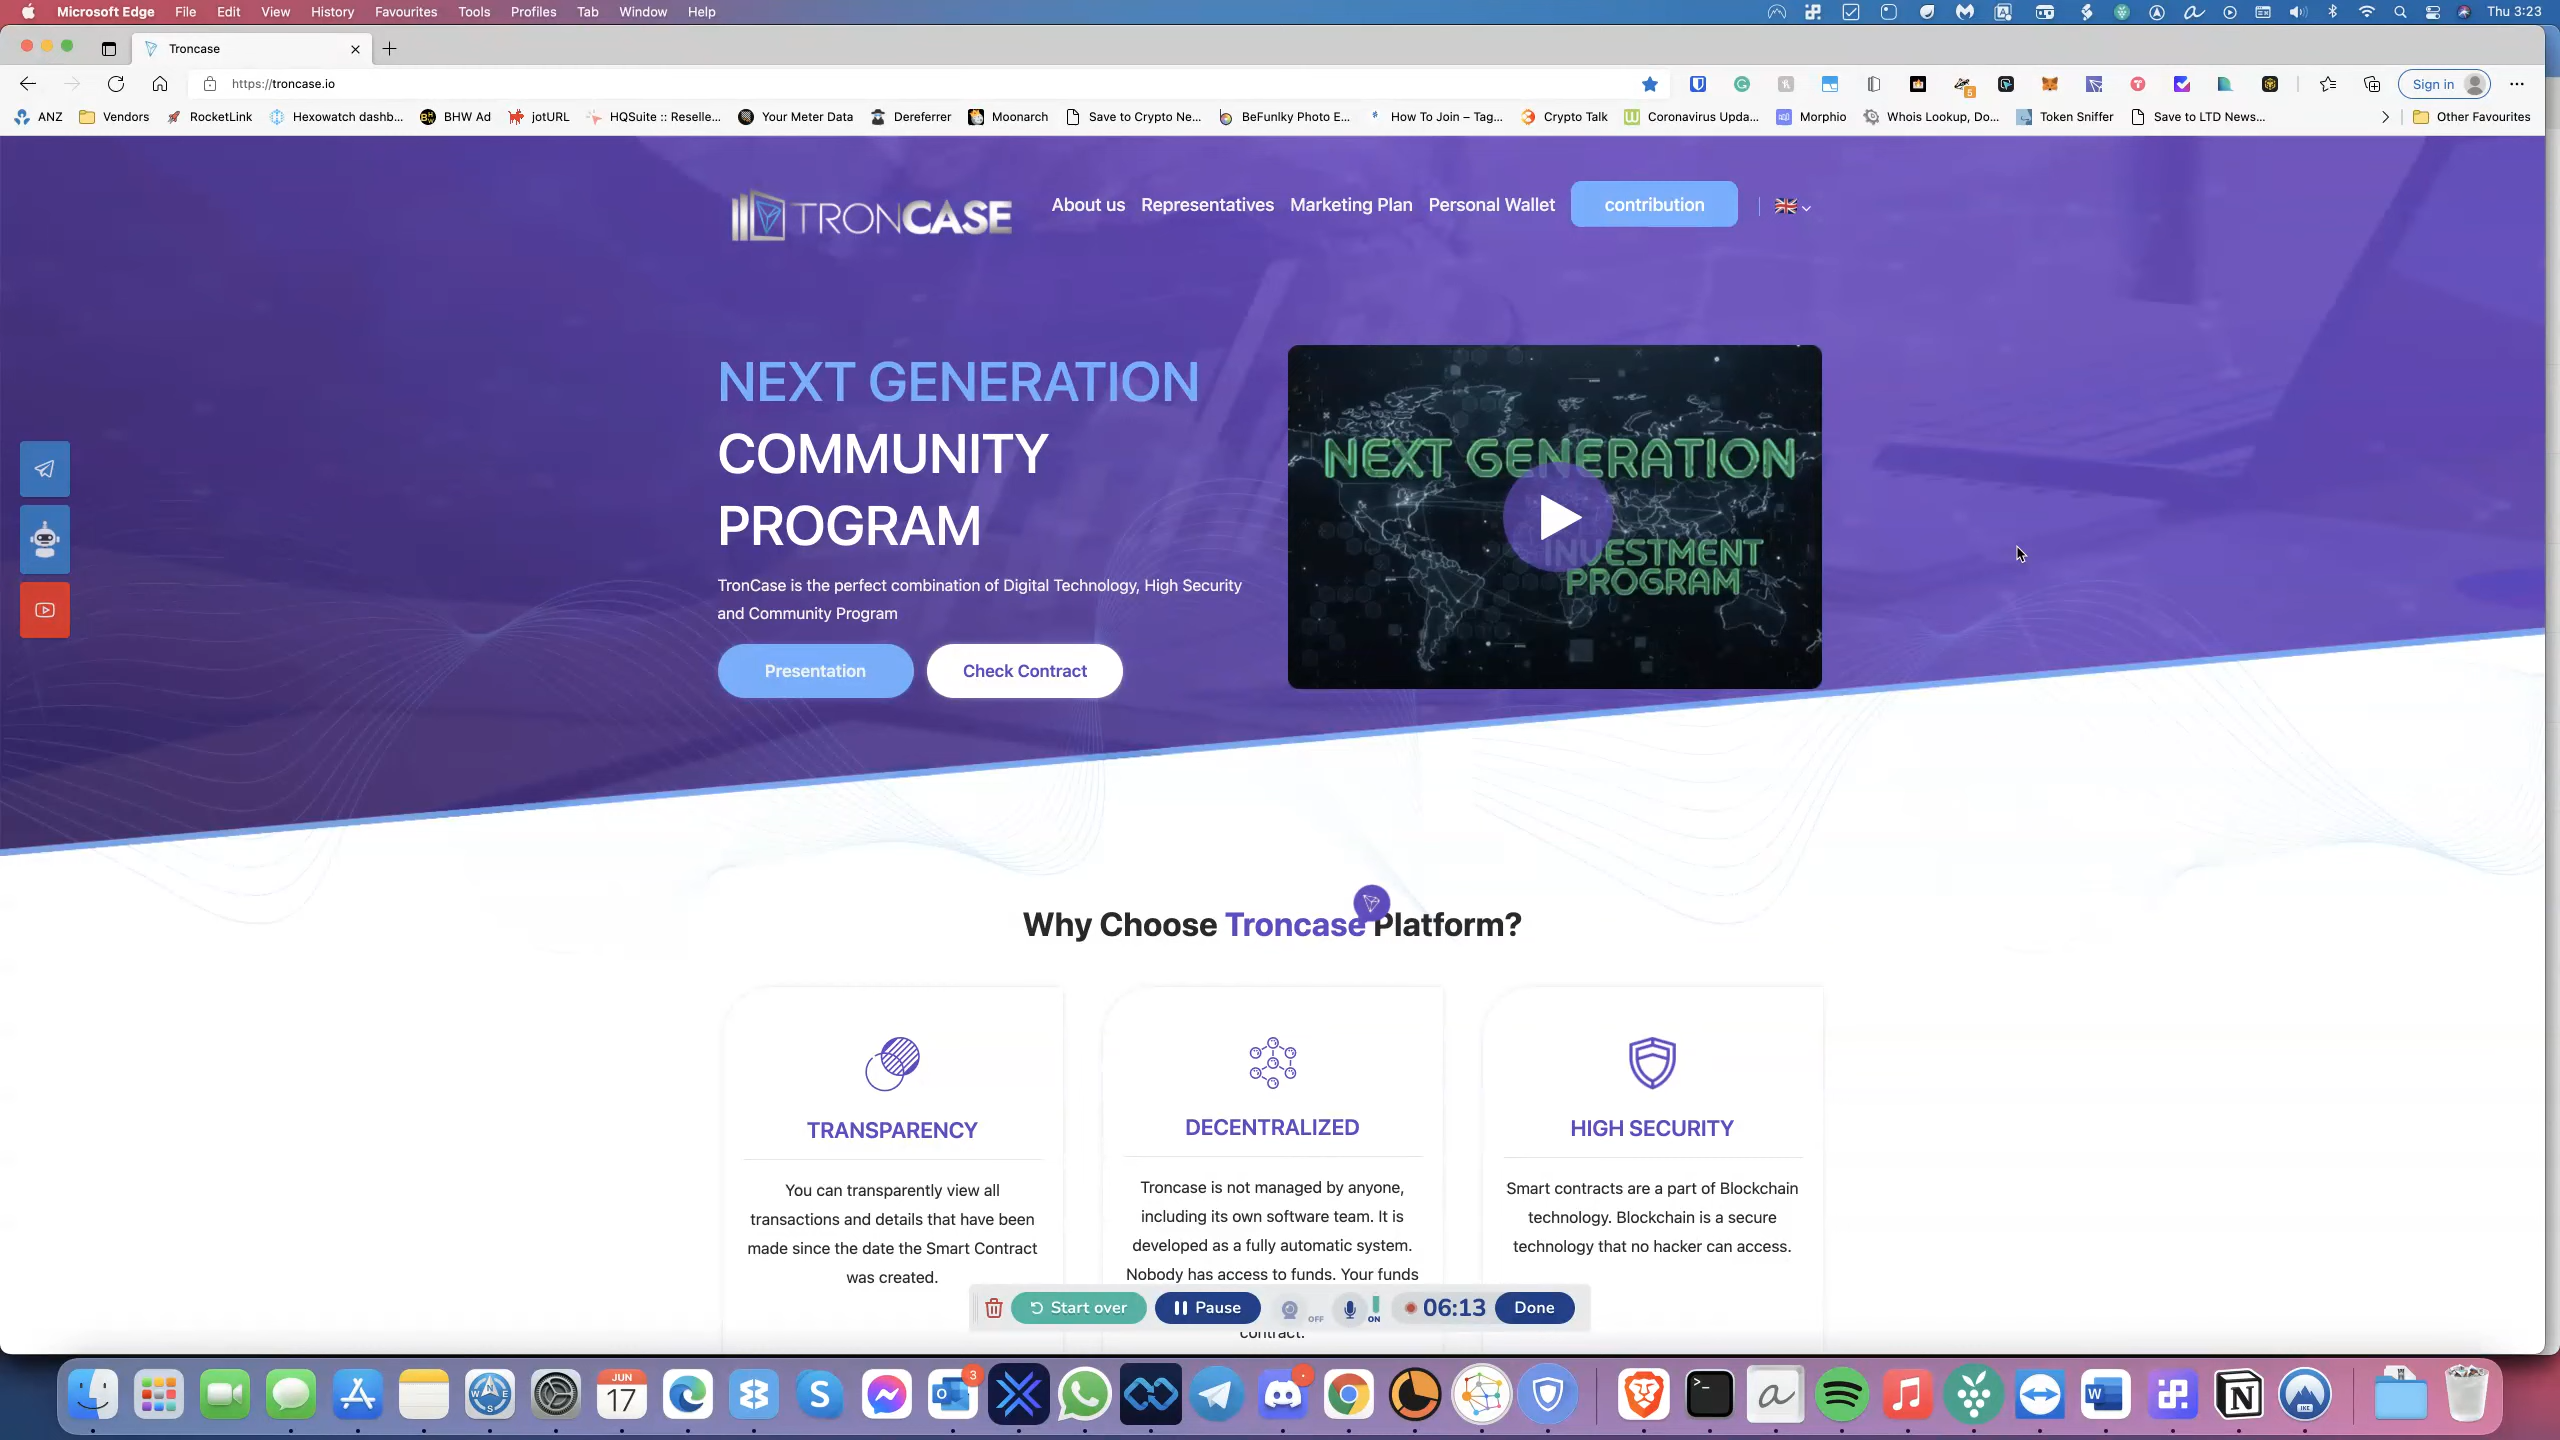 Microsoft Edge File Edit View History Favourites Tools Profiles Tab Window Help Thu 3:23
Troncase
https://troncase.io Sign in
ANZ Vendors RocketLink Hexowatch dashb... BHW Ad jotURL HQSuite :: Reselle... Your Meter Data Dereferrer Moonarch Save to Crypto Ne... BeFunlky Photo E... How To Join – Tag... Crypto Talk Coronavirus Upda... Morphio Whois Lookup, Do... Token Sniffer Save to LTD News... Other Favourites
TRONCASE About us Representatives Marketing Plan Personal Wallet contribution
NEXT GENERATION
COMMUNITY
PROGRAM
TronCase is the perfect combination of Digital Technology, High Security
and Community Program
Presentation Check Contract
NEXT GENERATION
INVESTMENT
PROGRAM
Why Choose Troncase Platform?
TRANSPARENCY
You can transparently view all
transactions and details that have been
made since the date the Smart Contract
was created.
DECENTRALIZED
Troncase is not managed by anyone,
including its own software team. It is
developed as a fully automatic system.
Nobody has access to funds. Your funds
contract.
HIGH SECURITY
Smart contracts are a part of Blockchain
technology. Blockchain is a secure
technology that no hacker can access.
Start over Pause OFF ON 06:13 Done
JUN
17
3